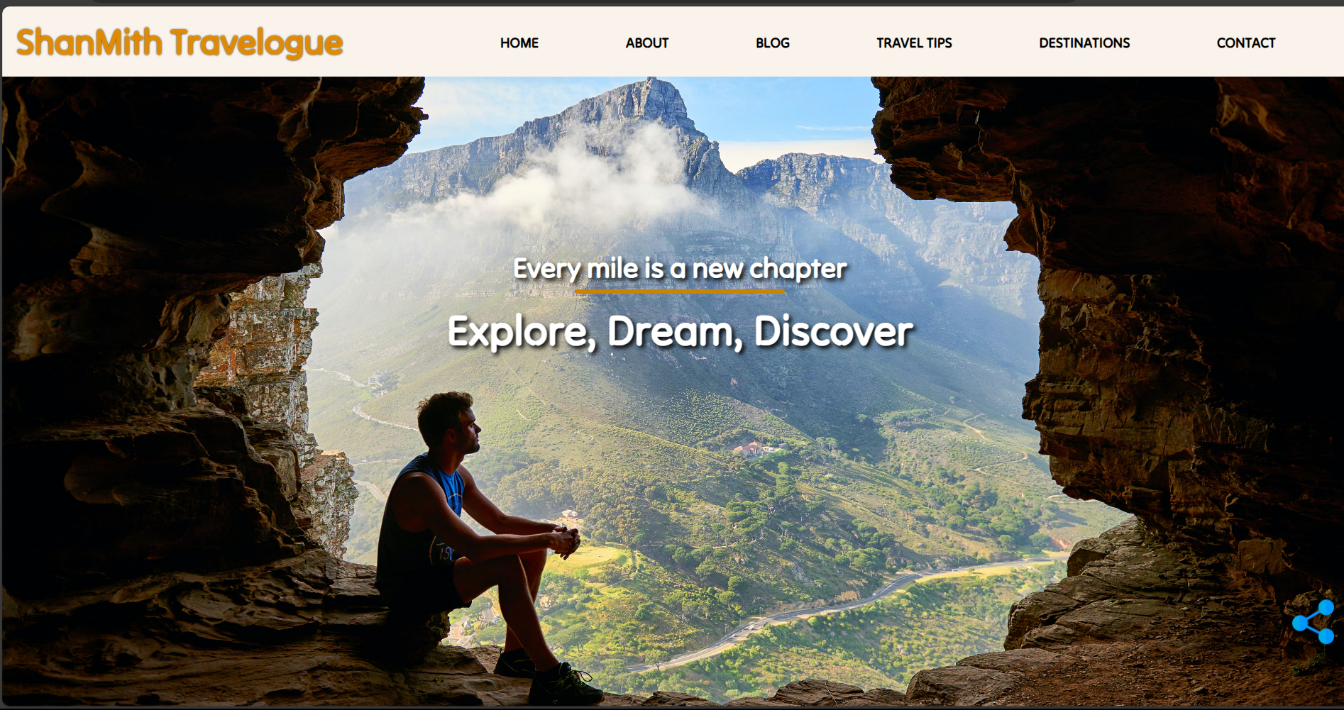 ShanMith Travelogue
HOME ABOUT BLOG TRAVEL TIPS DESTINATIONS CONTACT
Every mile is a new chapter
Explore, Dream, Discover